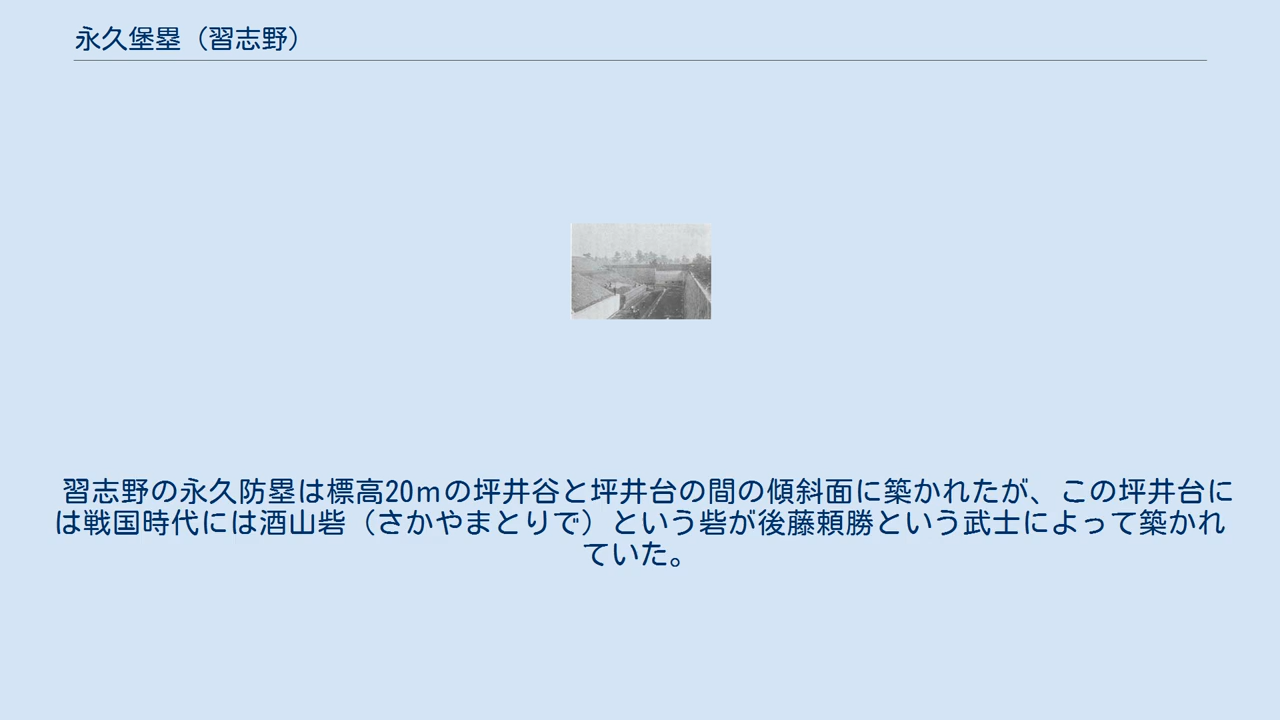 永久堡塁（習志野）
習志野の永久防塁は標高20mの坪井谷と坪井台の間の傾斜面に築かれたが、この坪井台に
は戦国時代には酒山砦（さかやまとりで）という砦が後藤頼勝という武士によって築かれ
ていた。